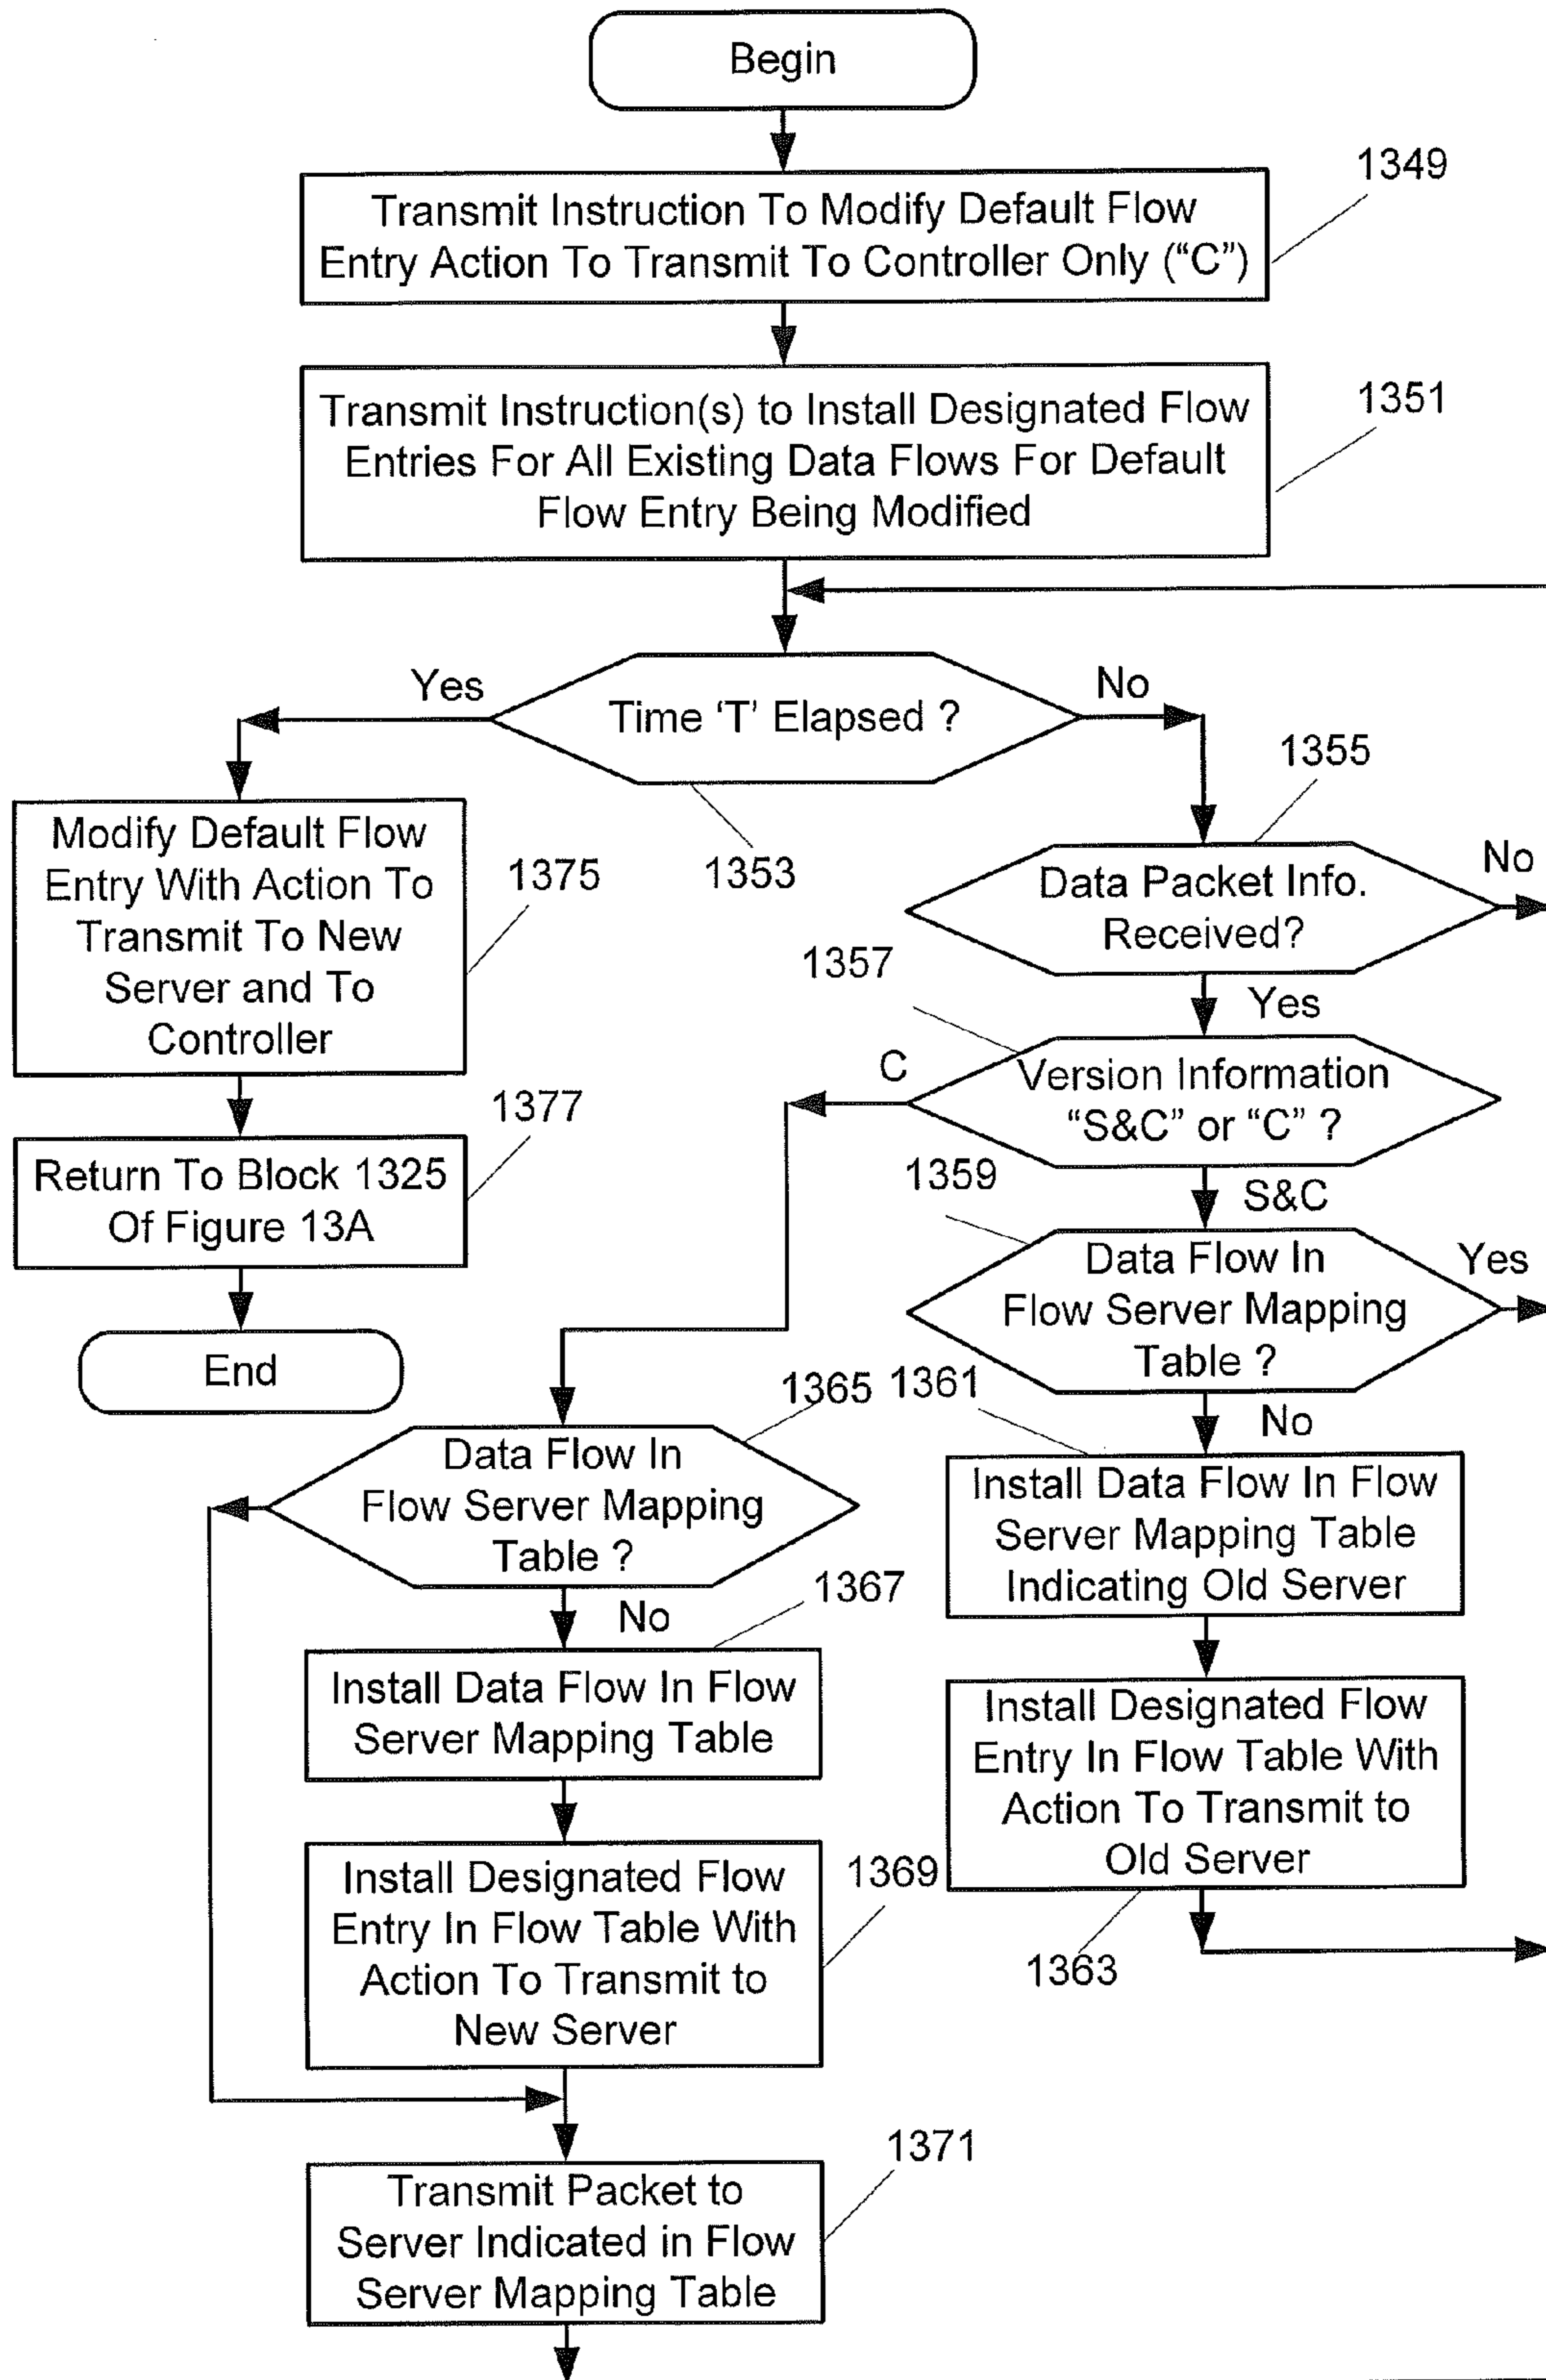 Begin
1349
Transmit Instruction To Modify Default Flow
Entry Action To Transmit To Controller Only (“C”)
1351
Transmit Instruction(s) to Install Designated Flow
Entries For All Existing Data Flows For Default
Flow Entry Being Modified
Yes
Time ‘T’ Elapsed ?
No
1353
1355
Modify Default Flow
Entry With Action To
Transmit To New
Server and To
Controller
1375
Data Packet Info.
Received?
No
Yes
1357
Version Information
“S&C” or “C” ?
C
S&C
1377
Return To Block 1325
Of Figure 13A
End
1359
Data Flow In
Flow Server Mapping
Table ?
Yes
No
1361
Install Data Flow In Flow
Server Mapping Table
Indicating Old Server
Install Designated Flow
Entry In Flow Table With
Action To Transmit to
Old Server
1363
1365
Data Flow In
Flow Server Mapping
Table ?
No
1367
Install Data Flow In Flow
Server Mapping Table
1369
Install Designated Flow
Entry In Flow Table With
Action To Transmit to
New Server
1371
Transmit Packet to
Server Indicated in Flow
Server Mapping Table